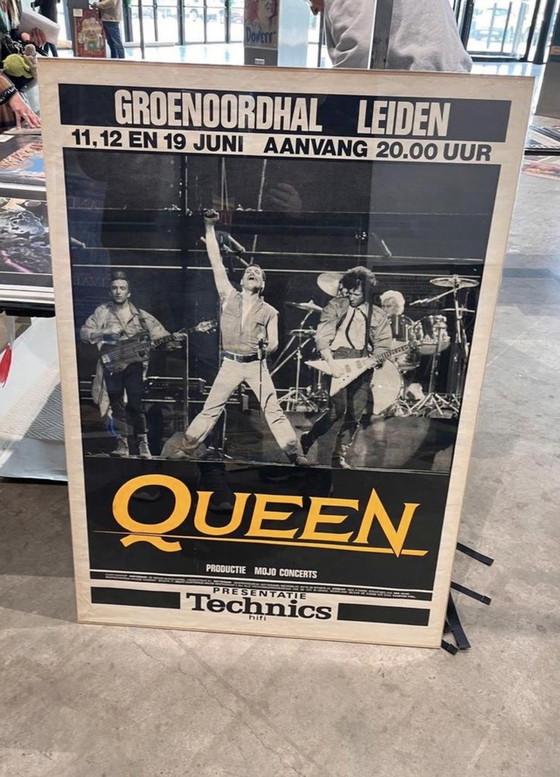 GROENOORDHAL LEIDEN
11, 12 EN 19 JUNI AANVANG 20.00 UUR
QUEEN
PRODUCTIE MOJO CONCERTS
PRESENTATIE
Technics
hifi